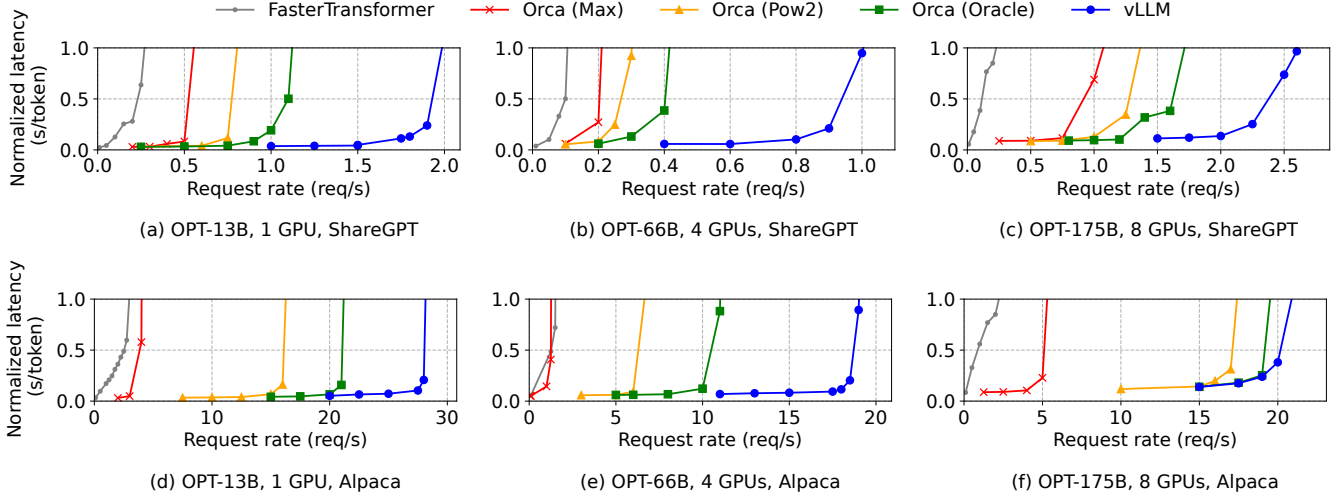 FasterTransformer Orca (Max) Orca (Pow2) Orca (Oracle) vLLM
Normalized latency
(s/token)
1.0
0.5
0.0
0.0 0.5 1.0 1.5 2.0
Request rate (req/s)
(a) OPT-13B, 1 GPU, ShareGPT
1.0
0.5
0.0
0.0 0.2 0.4 0.6 0.8 1.0
Request rate (req/s)
(b) OPT-66B, 4 GPUs, ShareGPT
1.0
0.5
0.0
0.0 0.5 1.0 1.5 2.0 2.5
Request rate (req/s)
(c) OPT-175B, 8 GPUs, ShareGPT
Normalized latency
(s/token)
1.0
0.5
0.0
0 10 20 30
Request rate (req/s)
(d) OPT-13B, 1 GPU, Alpaca
1.0
0.5
0.0
0 5 10 15 20
Request rate (req/s)
(e) OPT-66B, 4 GPUs, Alpaca
1.0
0.5
0.0
0 5 10 15 20
Request rate (req/s)
(f) OPT-175B, 8 GPUs, Alpaca